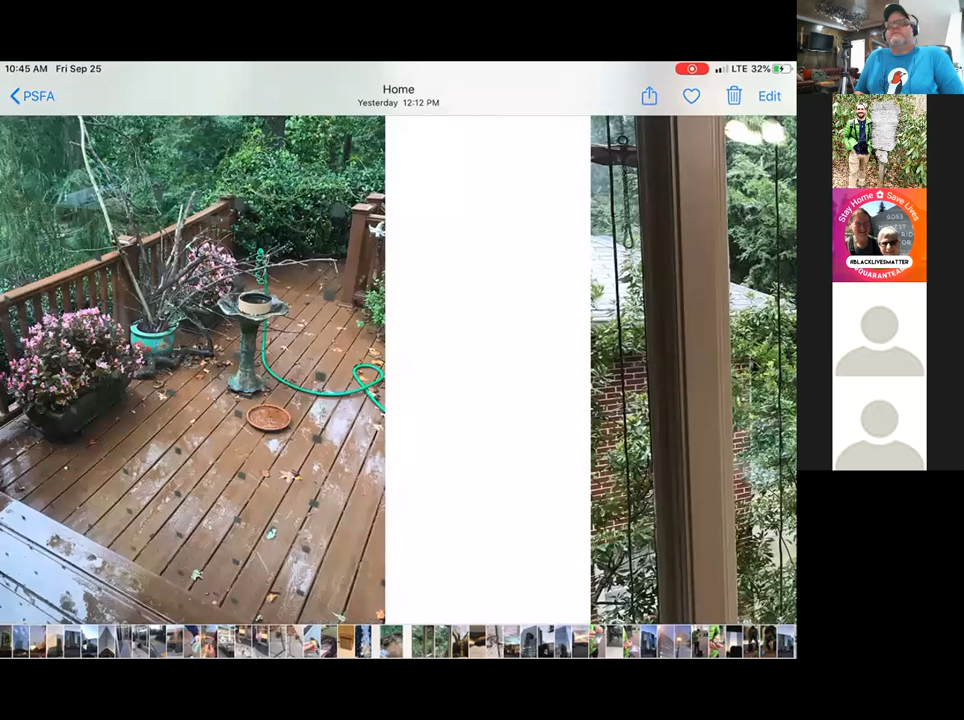 10:45 AM Fri Sep 25
LTE 32%
PSFA
Home
Yesterday 12:12 PM
Edit
Stay Home Save Lives
6053
#BLACKLIVESMATTER